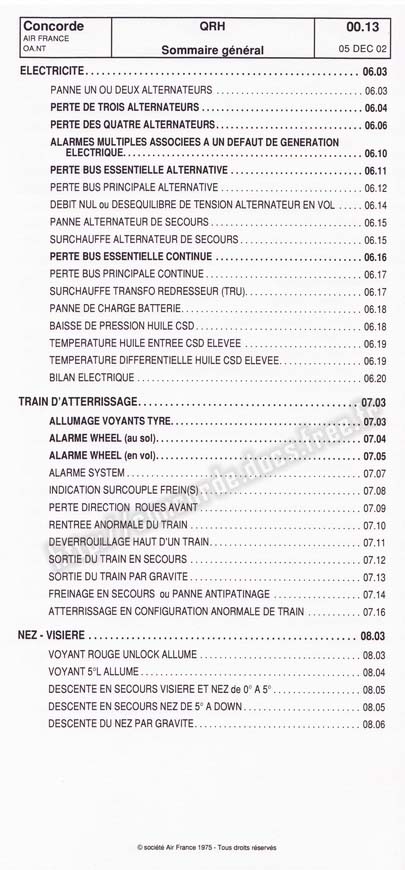 Concorde QRH 00.13
AIR FRANCE
OA.NT Sommaire général 05 DEC 02
ELECTRICITE 06.03
PANNE UN OU DEUX ALTERNATEURS 06.03
PERTE DE TROIS ALTERNATEURS 06.04
PERTE DES QUATRE ALTERNATEURS 06.06
ALARMES MULTIPLES ASSOCIEES A UN DEFAUT DE GENERATION
ELECTRIQUE 06.10
PERTE BUS ESSENTIELLE ALTERNATIVE 06.11
PERTE BUS PRINCIPALE ALTERNATIVE 06.12
DEBIT NUL ou DESEQUILIBRE DE TENSION ALTERNATEUR EN VOL 06.14
PANNE ALTERNATEUR DE SECOURS 06.15
SURCHAUFFE ALTERNATEUR DE SECOURS 06.15
PERTE BUS ESSENTIELLE CONTINUE 06.16
PERTE BUS PRINCIPALE CONTINUE 06.17
SURCHAUFFE TRANSFO REDRESSEUR (TRU) 06.17
PANNE DE CHARGE BATTERIE 06.18
BAISSE DE PRESSION HUILE CSD 06.18
TEMPERATURE HUILE ENTREE CSD ELEVEE 06.19
TEMPERATURE DIFFERENTIELLE HUILE CSD ELEVEE 06.19
BILAN ELECTRIQUE 06.20
TRAIN D'ATTERRISSAGE 07.03
ALLUMAGE VOYANTS TYRE 07.03
ALARME WHEEL (au sol) 07.04
ALARME WHEEL (en vol) 07.05
ALARME SYSTEM 07.07
INDICATION SURCOUPLE FREIN(S) 07.08
PERTE DIRECTION ROUES AVANT 07.09
RENTREE ANORMALE DU TRAIN 07.10
DEVERROUILLAGE HAUT D'UN TRAIN 07.11
SORTIE DU TRAIN EN SECOURS 07.12
SORTIE DU TRAIN PAR GRAVITE 07.13
FREINAGE EN SECOURS ou PANNE ANTIPATINAGE 07.14
ATTERRISSAGE EN CONFIGURATION ANORMALE DE TRAIN 07.16
NEZ - VISIERE 08.03
VOYANT ROUGE UNLOCK ALLUME 08.03
VOYANT 5°L ALLUME 08.04
DESCENTE EN SECOURS VISIERE ET NEZ de 0° A 5° 08.05
DESCENTE EN SECOURS NEZ DE 5° A DOWN 08.05
DESCENTE DU NEZ PAR GRAVITE 08.06
© société Air France 1975 - Tous droits réservés